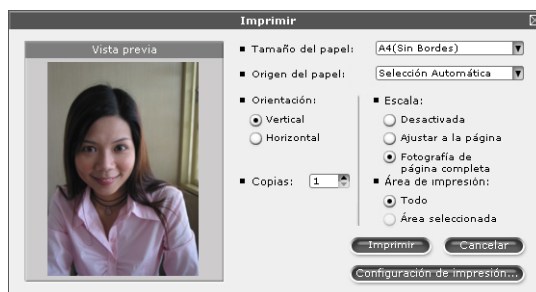 Imprimir
Vista previa
Tamaño del papel: A4(Sin Bordes)
Origen del papel: Selección Automática
Orientación:
Vertical
Horizontal
Copias: 1
Escala:
Desactivada
Ajustar a la página
Fotografía de
página completa
Área de impresión:
Todo
Área seleccionada
Imprimir Cancelar
Configuración de impresión...